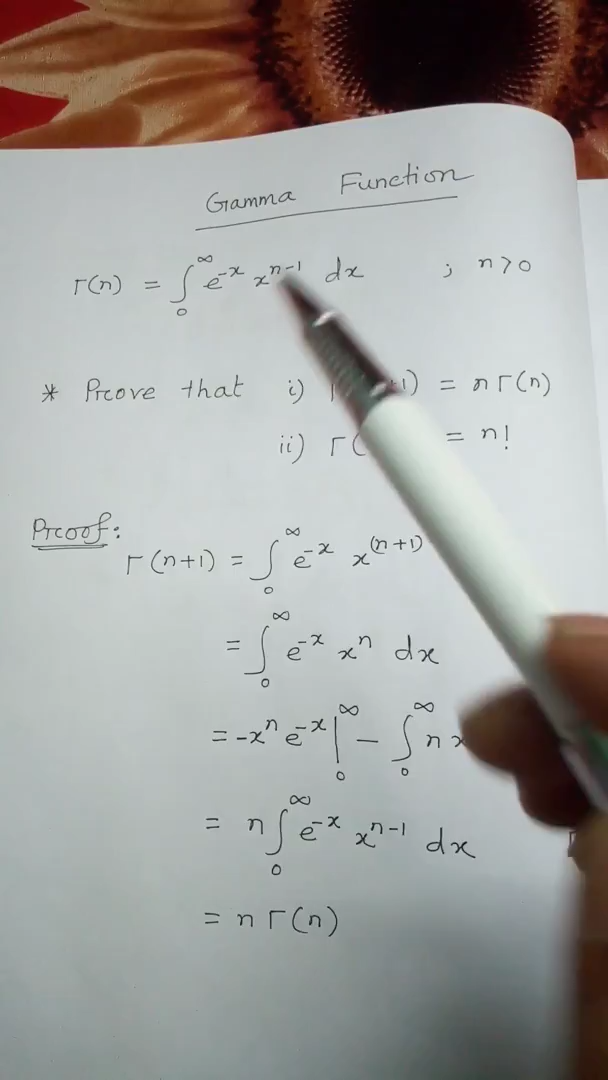 Gamma Function
Γ(n) = ∫₀^∞ e^-x x^n-1 dx ; n>0
* Prove that i) = nΓ(n)
ii) = n!
Proof:
Γ(n+1) = ∫₀^∞ e^-x x^(n+1)
= ∫₀^∞ e^-x x^n dx
= -x^n e^-x |₀^∞ - ∫₀^∞ n
= n ∫₀^∞ e^-x x^n-1 dx
= n Γ(n)